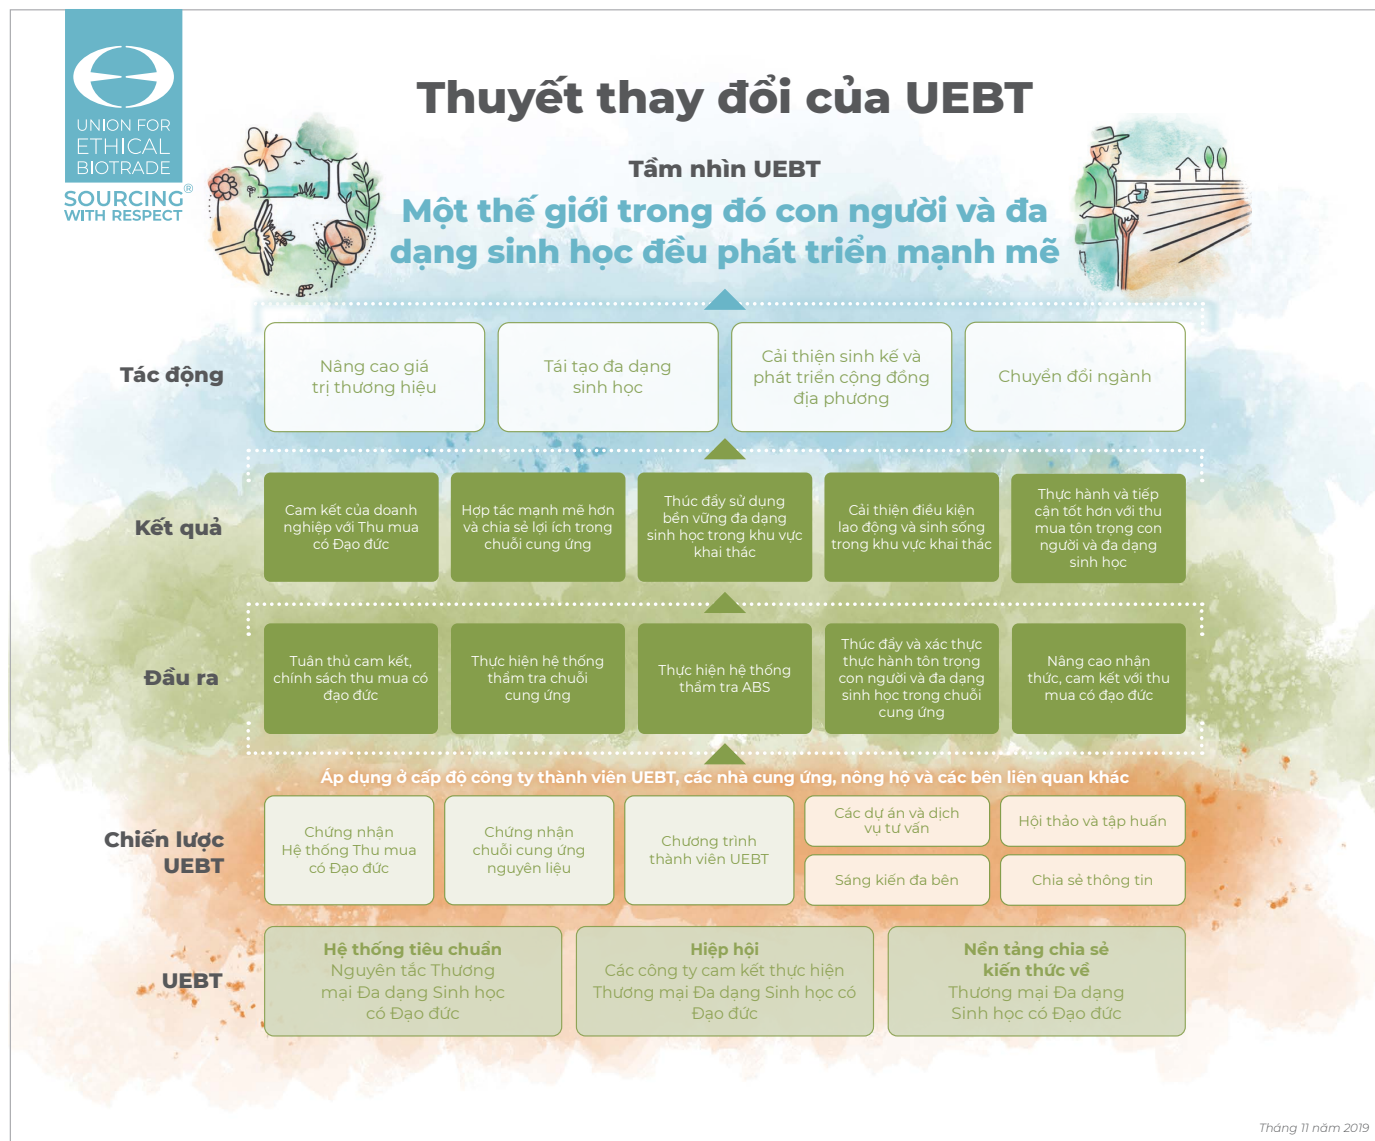 UNION FOR
ETHICAL
BIOTRADE
SOURCING®
WITH RESPECT
Thuyết thay đổi của UEBT
Tầm nhìn UEBT
Một thế giới trong đó con người và đa
dạng sinh học đều phát triển mạnh mẽ
Tác động
Nâng cao giá
trị thương hiệu
Tái tạo đa dạng
sinh học
Cải thiện sinh kế và
phát triển cộng đồng
địa phương
Chuyển đổi ngành
Kết quả
Cam kết của doanh
nghiệp với Thu mua
có Đạo đức
Hợp tác mạnh mẽ hơn
và chia sẻ lợi ích trong
chuỗi cung ứng
Thúc đẩy sử dụng
bền vững đa dạng
sinh học trong khu vực
khai thác
Cải thiện điều kiện
lao động và sinh sống
trong khu vực khai thác
Thực hành và tiếp
cận tốt hơn với thu
mua tôn trọng con
người và đa dạng
sinh học
Đầu ra
Tuân thủ cam kết,
chính sách thu mua có
đạo đức
Thực hiện hệ thống
thẩm tra chuỗi
cung ứng
Thực hiện hệ thống
thẩm tra ABS
Thúc đẩy và xác thực
thực hành tôn trọng
con người và đa dạng
sinh học trong chuỗi
cung ứng
Nâng cao nhận
thức, cam kết với thu
mua có đạo đức
Áp dụng ở cấp độ công ty thành viên UEBT, các nhà cung ứng, nông hộ và các bên liên quan khác
Chiến lược
UEBT
Chứng nhận
Hệ thống Thu mua
có Đạo đức
Chứng nhận
chuỗi cung ứng
nguyên liệu
Chương trình
thành viên UEBT
Các dự án và dịch
vụ tư vấn
Hội thảo và tập huấn
Sáng kiến đa bên
Chia sẻ thông tin
UEBT
Hệ thống tiêu chuẩn
Nguyên tắc Thương
mại Đa dạng Sinh học
có Đạo đức
Hiệp hội
Các công ty cam kết thực hiện
Thương mại Đa dạng Sinh học có
Đạo đức
Nền tảng chia sẻ
kiến thức về
Thương mại Đa dạng
Sinh học có Đạo đức
Tháng 11 năm 2019